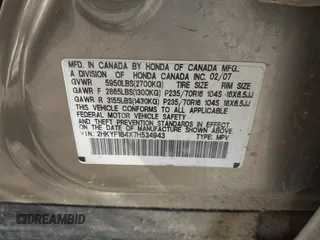 MFD. IN CANADA BY HONDA OF CANADA MFG.
A DIVISION OF HONDA CANADA INC. 02/07
GVWR 5950LBS(2700KG) TIRE SIZE RIM SIZE
GAWR F 2865LBS(1300KG) P235/70R16 104S 16X6.5JJ
GAWR R 3155LBS(1430KG) P235/70R16 104S 16X6.5JJ
THIS VEHICLE CONFORMS TO ALL APPLICABLE
FEDERAL MOTOR VEHICLE SAFETY AND THEFT
PREVENTION STANDARDS IN EFFECT ON THE DATE
OF MANUFACTURE SHOWN ABOVE.
V.I.N.: 2HKYF184X7H534943 TYPE: MPV
DREAMBID